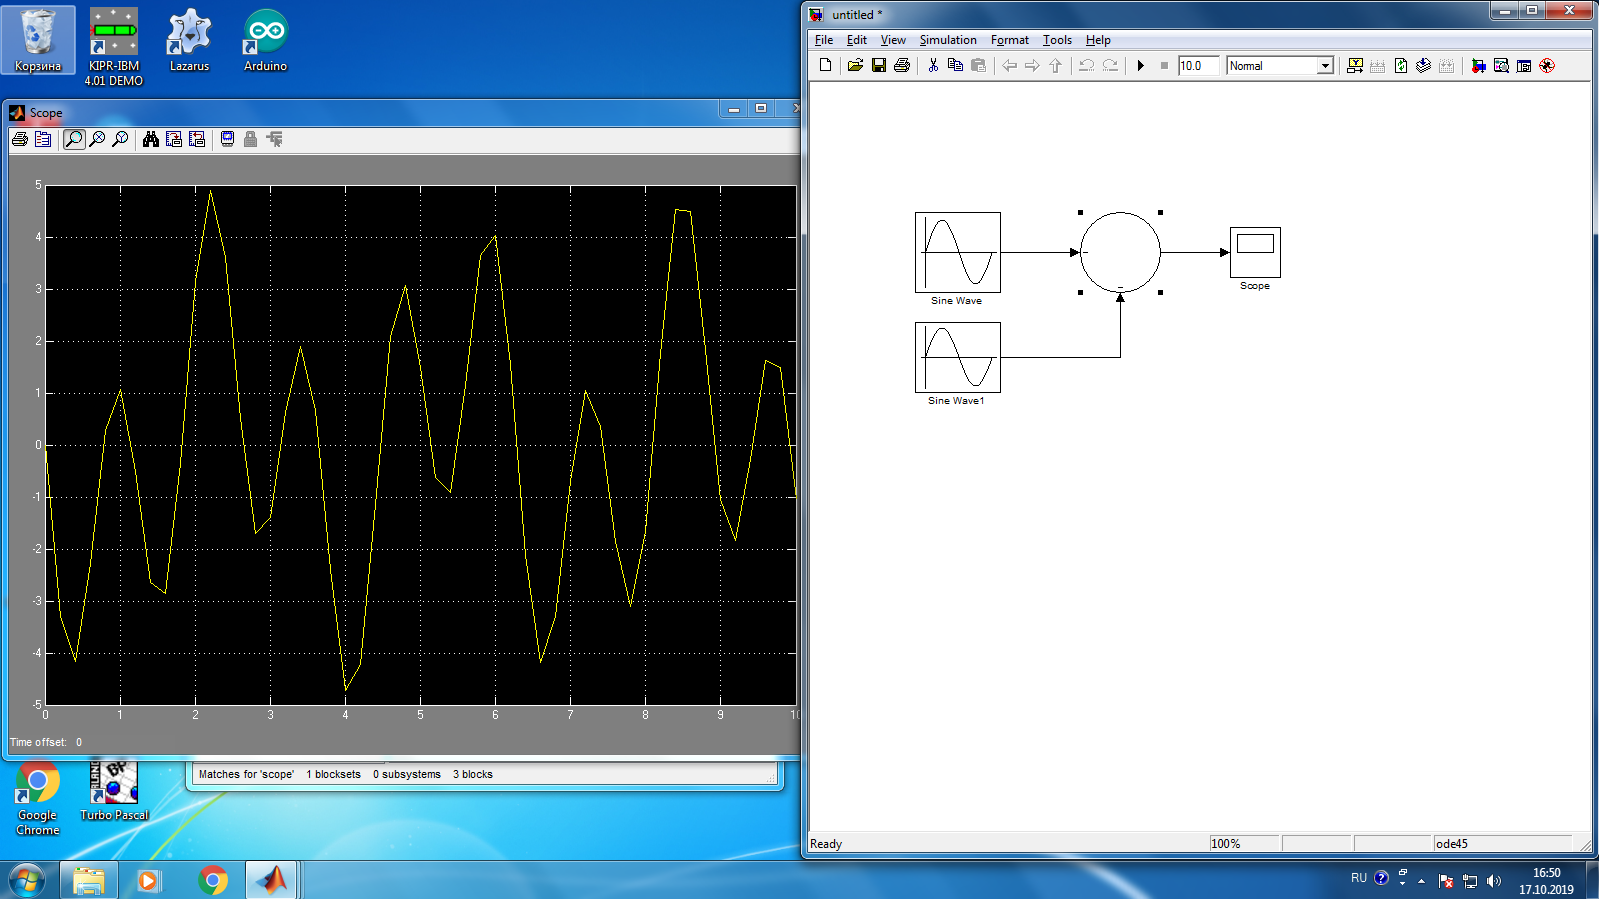 Корзина
KIPR-IBM
4.01 DEMO
Lazarus
Arduino
Scope
5
4
3
2
1
0
-1
-2
-3
-4
-5
0 1 2 3 4 5 6 7 8 9 10
Time offset: 0
Matches for 'scope' 1 blocksets 0 subsystems 3 blocks
Google
Chrome
Turbo Pascal
untitled *
File Edit View Simulation Format Tools Help
10.0 Normal
Sine Wave
Scope
Sine Wave1
Ready 100% ode45
RU
16:50
17.10.2019